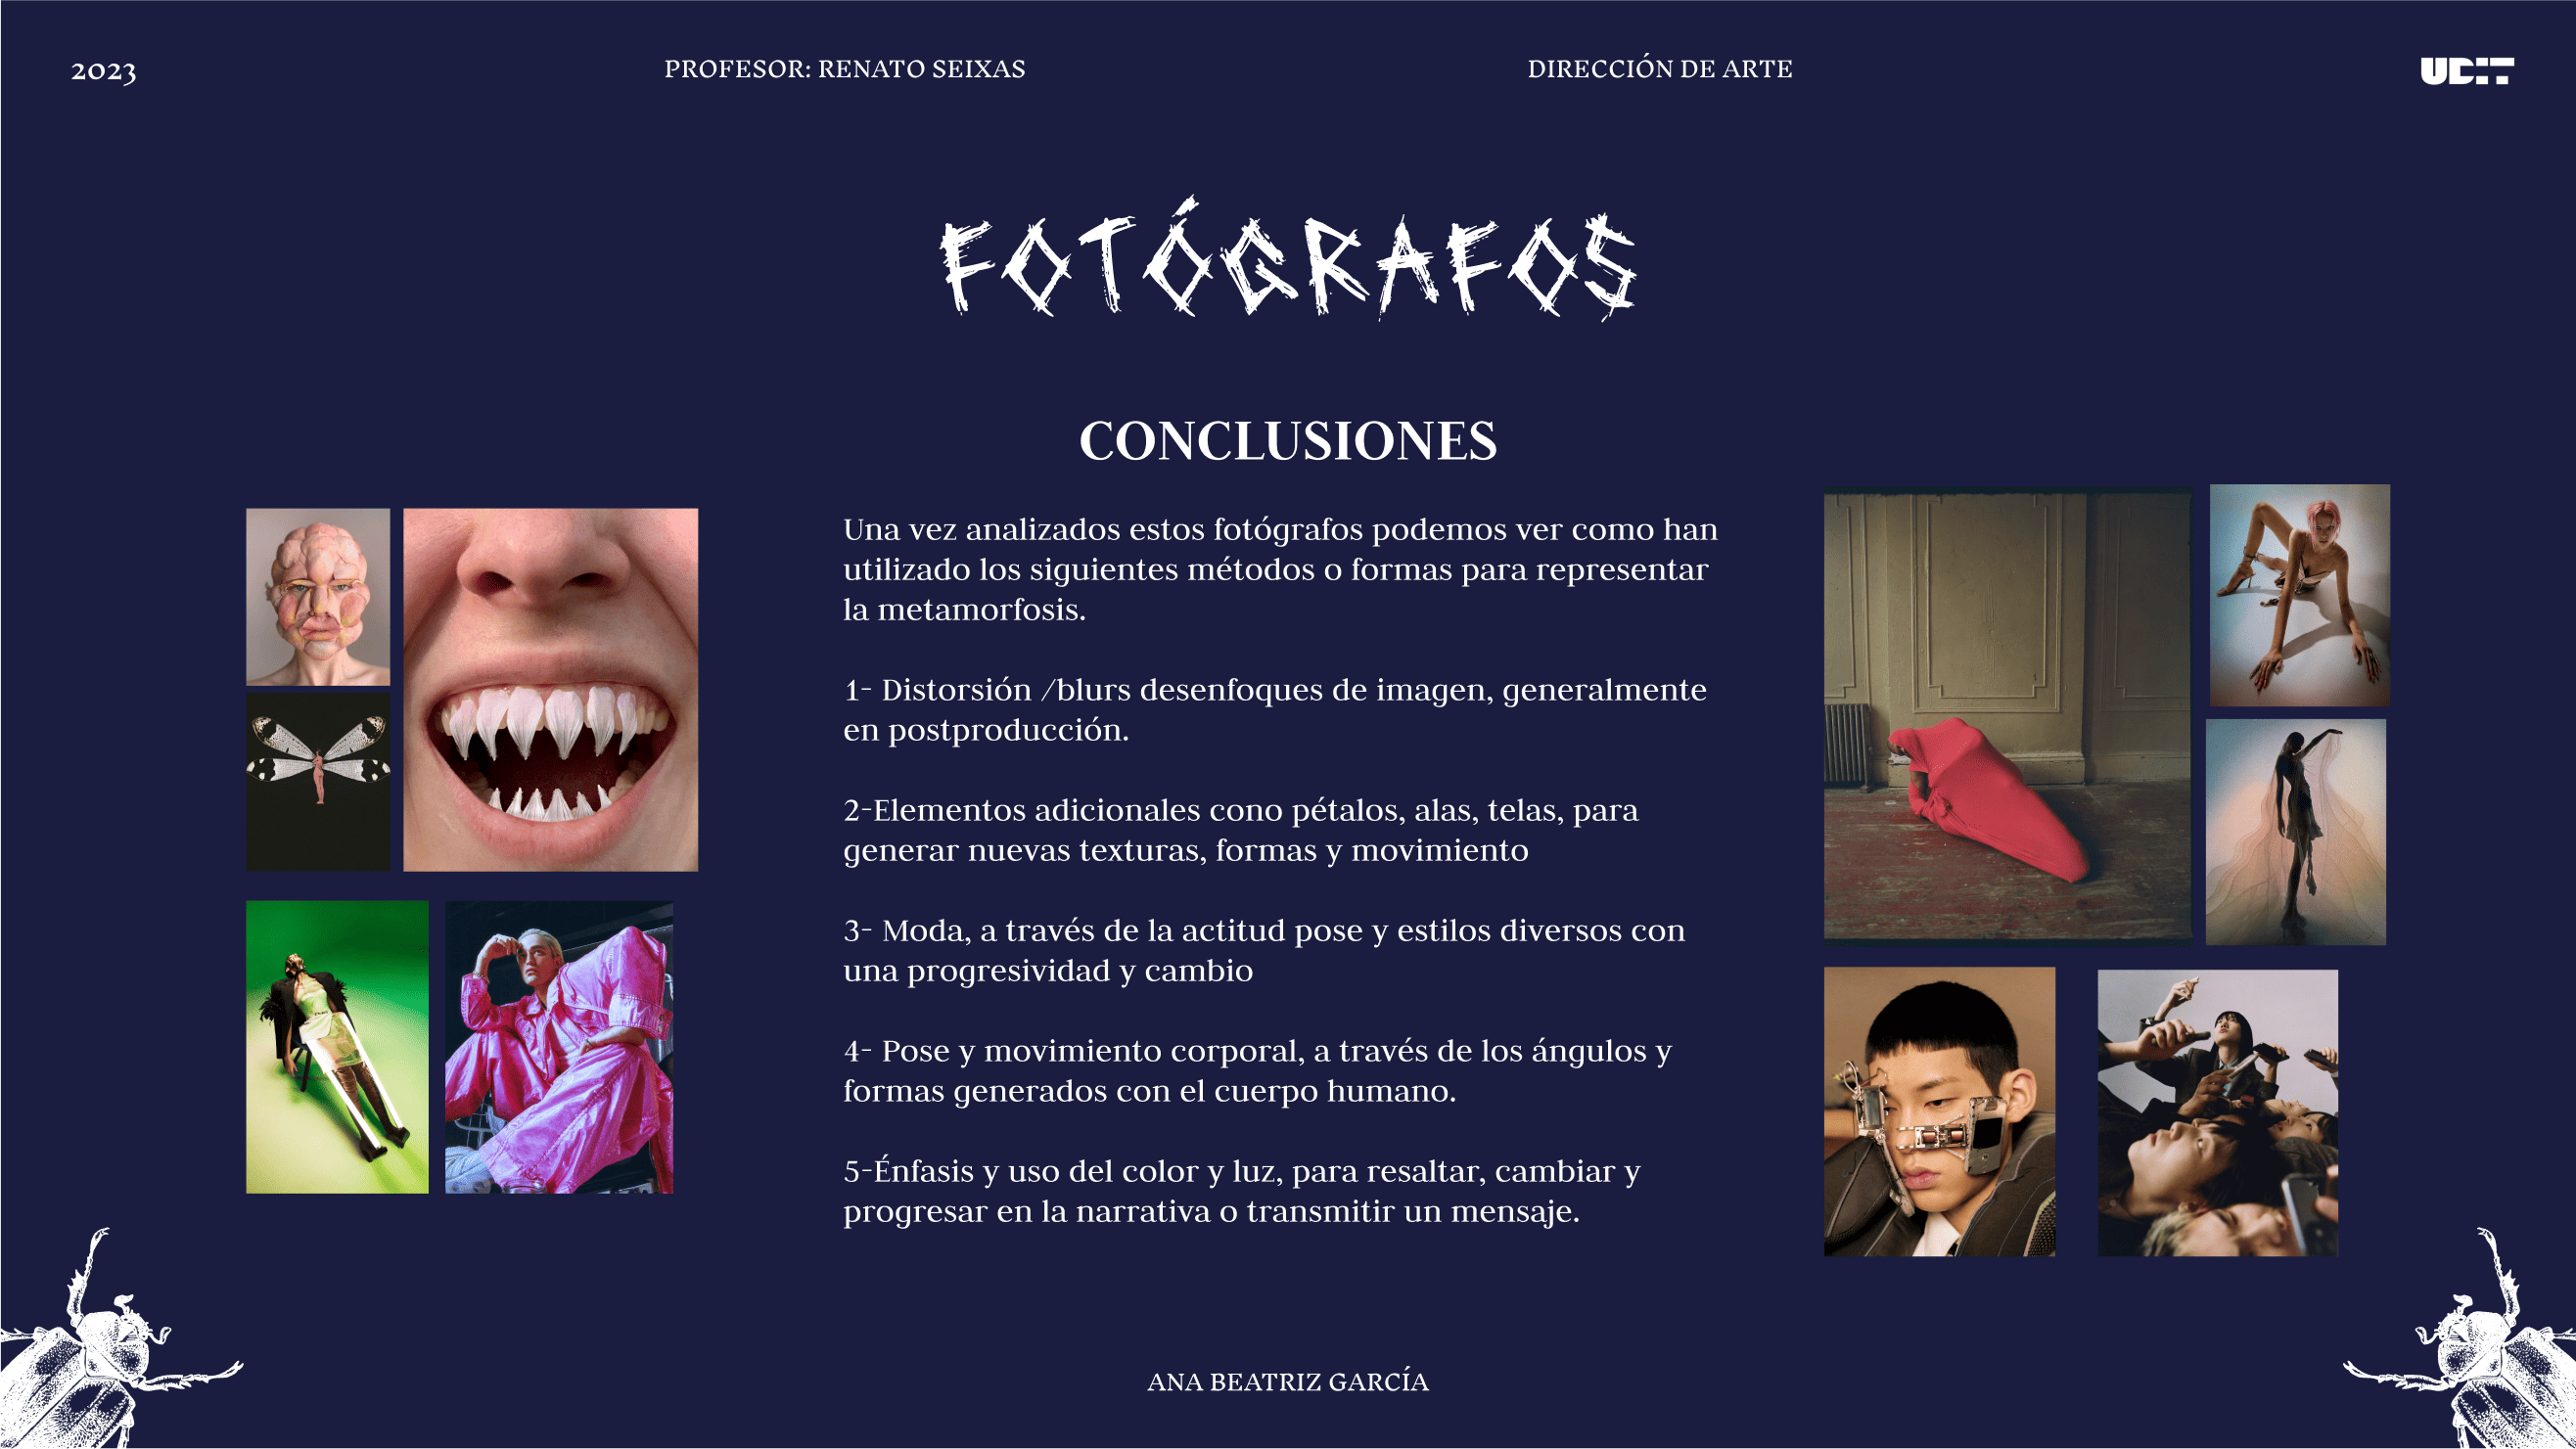 2023
PROFESOR: RENATO SEIXAS
DIRECCIÓN DE ARTE
UDIT
FOTÓGRAFOS
CONCLUSIONES
Una vez analizados estos fotógrafos podemos ver como han
utilizado los siguientes métodos o formas para representar
la metamorfosis.
1- Distorsión /blurs desenfoques de imagen, generalmente
en postproducción.
2-Elementos adicionales cono pétalos, alas, telas, para
generar nuevas texturas, formas y movimiento
3- Moda, a través de la actitud pose y estilos diversos con
una progresividad y cambio
4- Pose y movimiento corporal, a través de los ángulos y
formas generados con el cuerpo humano.
5-Énfasis y uso del color y luz, para resaltar, cambiar y
progresar en la narrativa o transmitir un mensaje.
ANA BEATRIZ GARCÍA